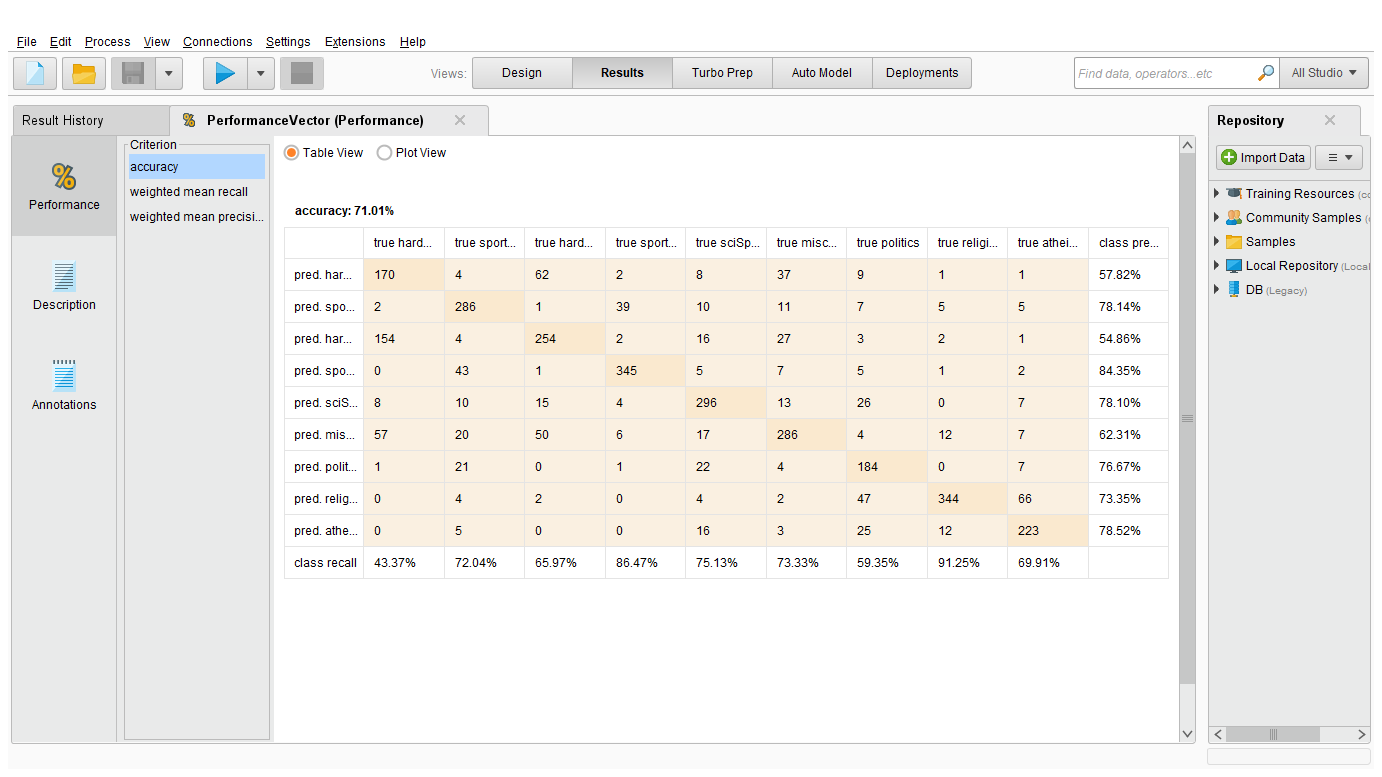 File Edit Process View Connections Settings Extensions Help
Views: Design Results Turbo Prep Auto Model Deployments Find data, operators...etc All Studio
Result History % PerformanceVector (Performance) Repository
Criterion
accuracy
weighted mean recall
weighted mean precisi...
%
Performance
Description
Annotations
Table View Plot View
accuracy: 71.01%
true hard... true sport... true hard... true sport... true sciSp... true misc... true politics true religi... true athei... class pre...
pred. har... 170 4 62 2 8 37 9 1 1 57.82%
pred. spo... 2 286 1 39 10 11 7 5 5 78.14%
pred. har... 154 4 254 2 16 27 3 2 1 54.86%
pred. spo... 0 43 1 345 5 7 5 1 2 84.35%
pred. sciS... 8 10 15 4 296 13 26 0 7 78.10%
pred. mis... 57 20 50 6 17 286 4 12 7 62.31%
pred. polit... 1 21 0 1 22 4 184 0 7 76.67%
pred. relig... 0 4 2 0 4 2 47 344 66 73.35%
pred. athe... 0 5 0 0 16 3 25 12 223 78.52%
class recall 43.37% 72.04% 65.97% 86.47% 75.13% 73.33% 59.35% 91.25% 69.91%
Import Data
Training Resources (co
Community Samples (
Samples
Local Repository (Local
DB (Legacy)